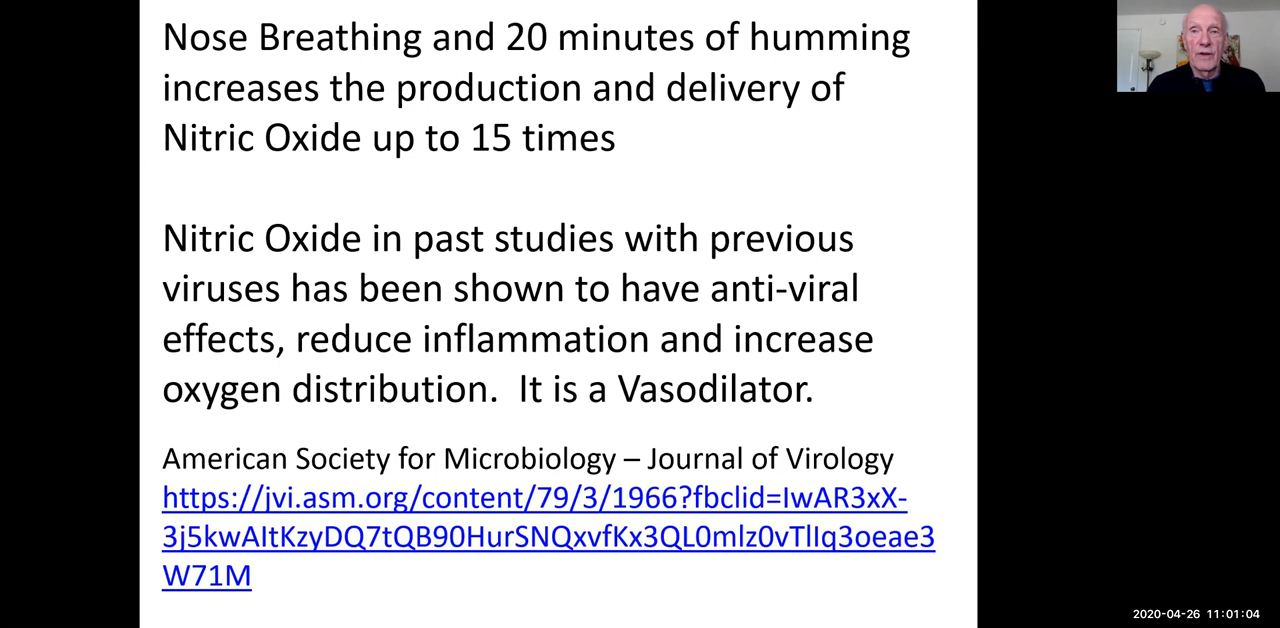 Nose Breathing and 20 minutes of humming
increases the production and delivery of
Nitric Oxide up to 15 times
Nitric Oxide in past studies with previous
viruses has been shown to have anti-viral
effects, reduce inflammation and increase
oxygen distribution.  It is a Vasodilator.
American Society for Microbiology – Journal of Virology
https://jvi.asm.org/content/79/3/1966?fbclid=IwAR3xX-
3j5kwAItKzyDQ7tQB90HurSNQxvfKx3QL0mlz0vTlIq3oeae3
W71M
2020-04-26 11:01:04